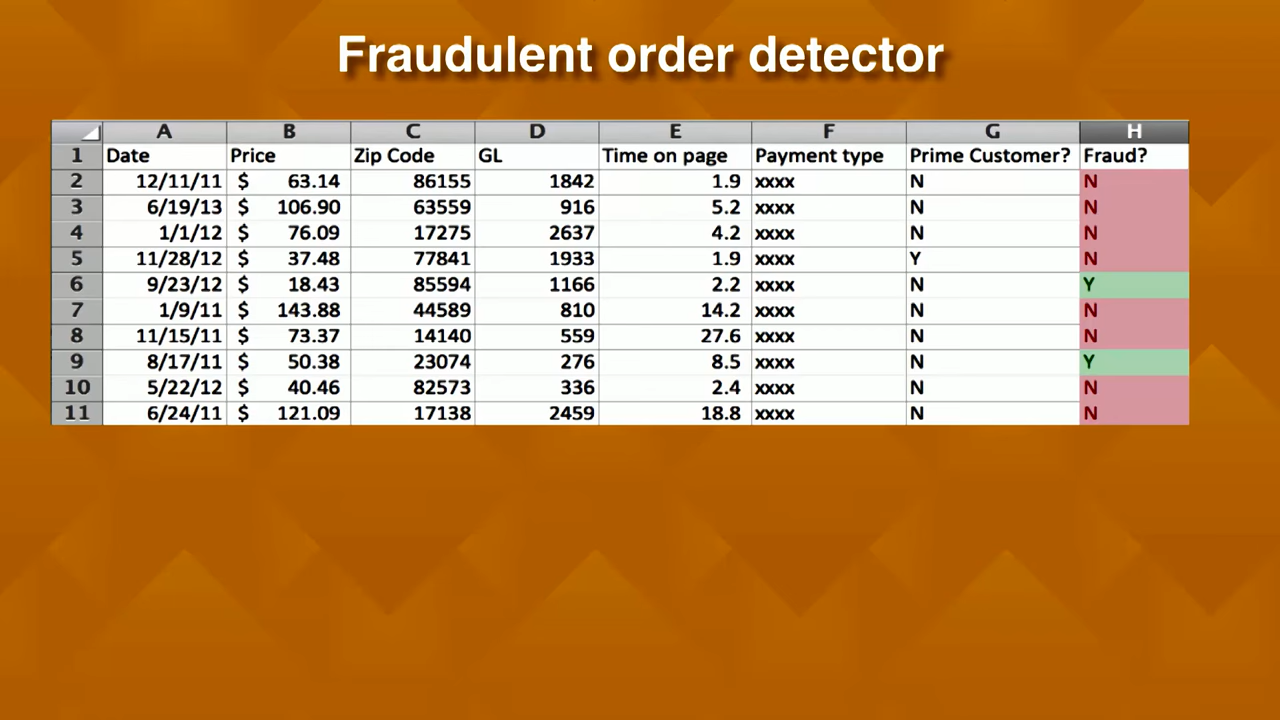 Fraudulent order detector
A B C D E F G H
1 Date Price Zip Code GL Time on page Payment type Prime Customer? Fraud?
2 12/11/11 $ 63.14 86155 1842 1.9 xxxx N N
3 6/19/13 $ 106.90 63559 916 5.2 xxxx N N
4 1/1/12 $ 76.09 17275 2637 4.2 xxxx N N
5 11/28/12 $ 37.48 77841 1933 1.9 xxxx Y N
6 9/23/12 $ 18.43 85594 1166 2.2 xxxx N Y
7 1/9/11 $ 143.88 44589 810 14.2 xxxx N N
8 11/15/11 $ 73.37 14140 559 27.6 xxxx N N
9 8/17/11 $ 50.38 23074 276 8.5 xxxx N Y
10 5/22/12 $ 40.46 82573 336 2.4 xxxx N N
11 6/24/11 $ 121.09 17138 2459 18.8 xxxx N N